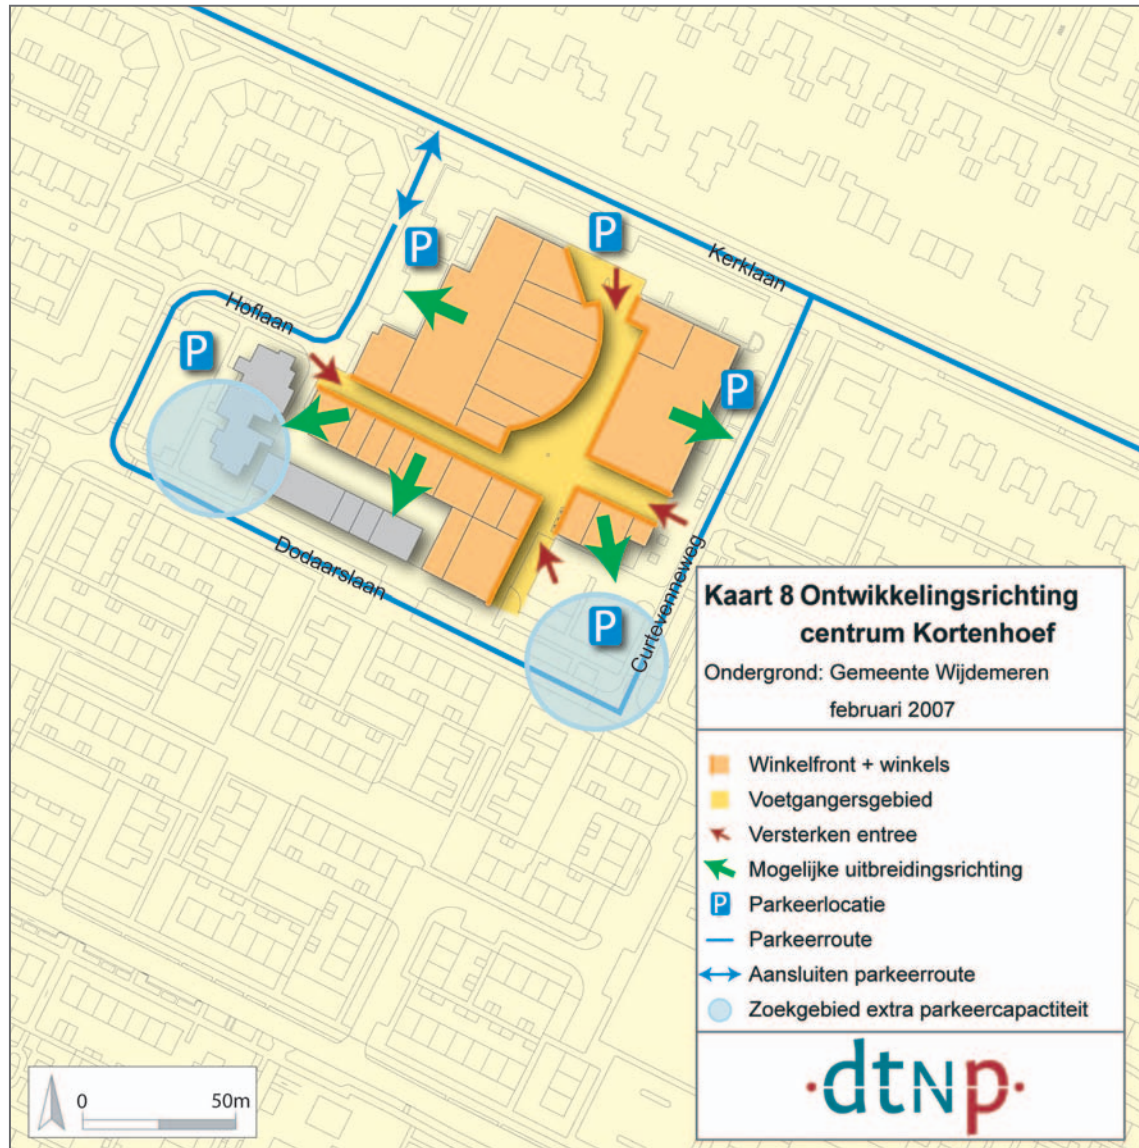 P
P
Kerklaan
Hoflaan
P
P
Dodaarslaan
Curtevenneweg
P
Kaart 8 Ontwikkelingsrichting
centrum Kortenhoef
Ondergrond: Gemeente Wijdemeren
februari 2007
Winkelfront + winkels
Voetgangersgebied
Versterken entree
Mogelijke uitbreidingsrichting
P Parkeerlocatie
Parkeerroute
Aansluiten parkeerroute
Zoekgebied extra parkeercapactiteit
0 50m
·dtNp·